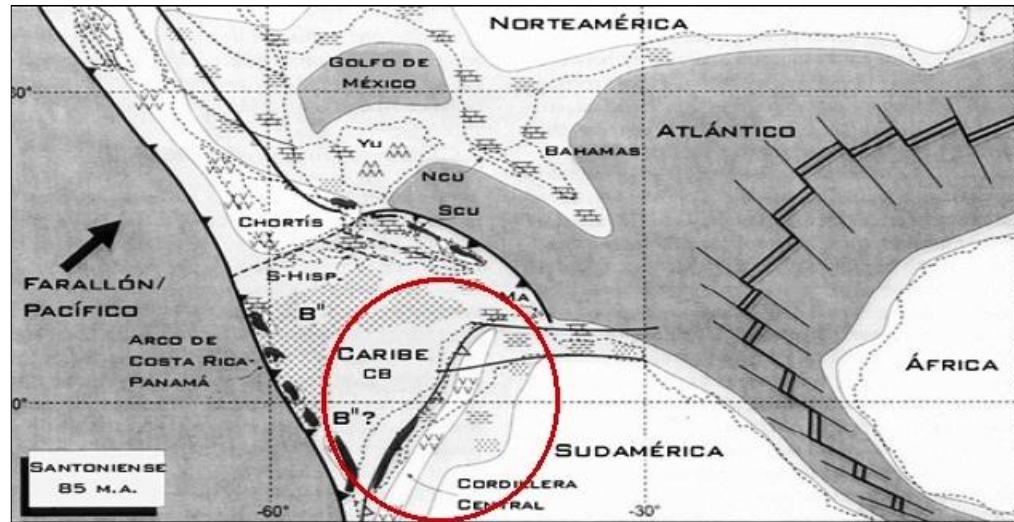 NORTEAMÉRICA
GOLFO DE
MÉXICO
30°
ATLÁNTICO
YU
BAHAMAS
NCU
SCU
CHORTÍS
S-HISP.
FARALLÓN/
PACÍFICO
MA
B"
ARCO DE
COSTA RICA-
PANAMÁ
CARIBE
CB
ÁFRICA
0°
B"?
SUDAMÉRICA
SANTONIENSE
85 M.A.
CORDILLERA
CENTRAL
-60°
-30°